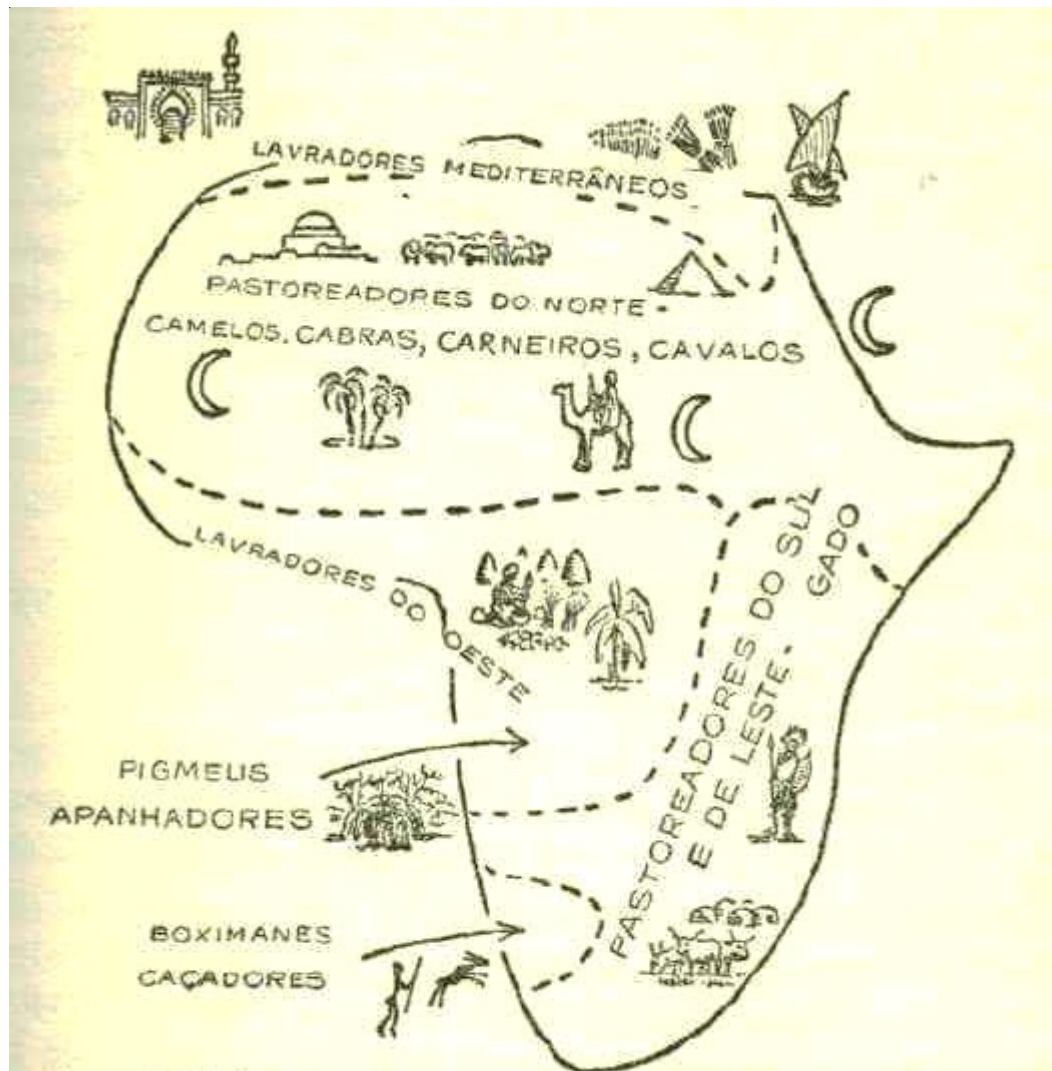 LAVRADORES MEDITERRÂNEOS
PASTOREADORES DO NORTE -
CAMELOS. CABRAS, CARNEIROS, CAVALOS
LAVRADORES DO OESTE
PASTOREADORES DO SUL
E DE LESTE.
GADO
PIGMEUS
APANHADORES
BOXIMANES
CAÇADORES